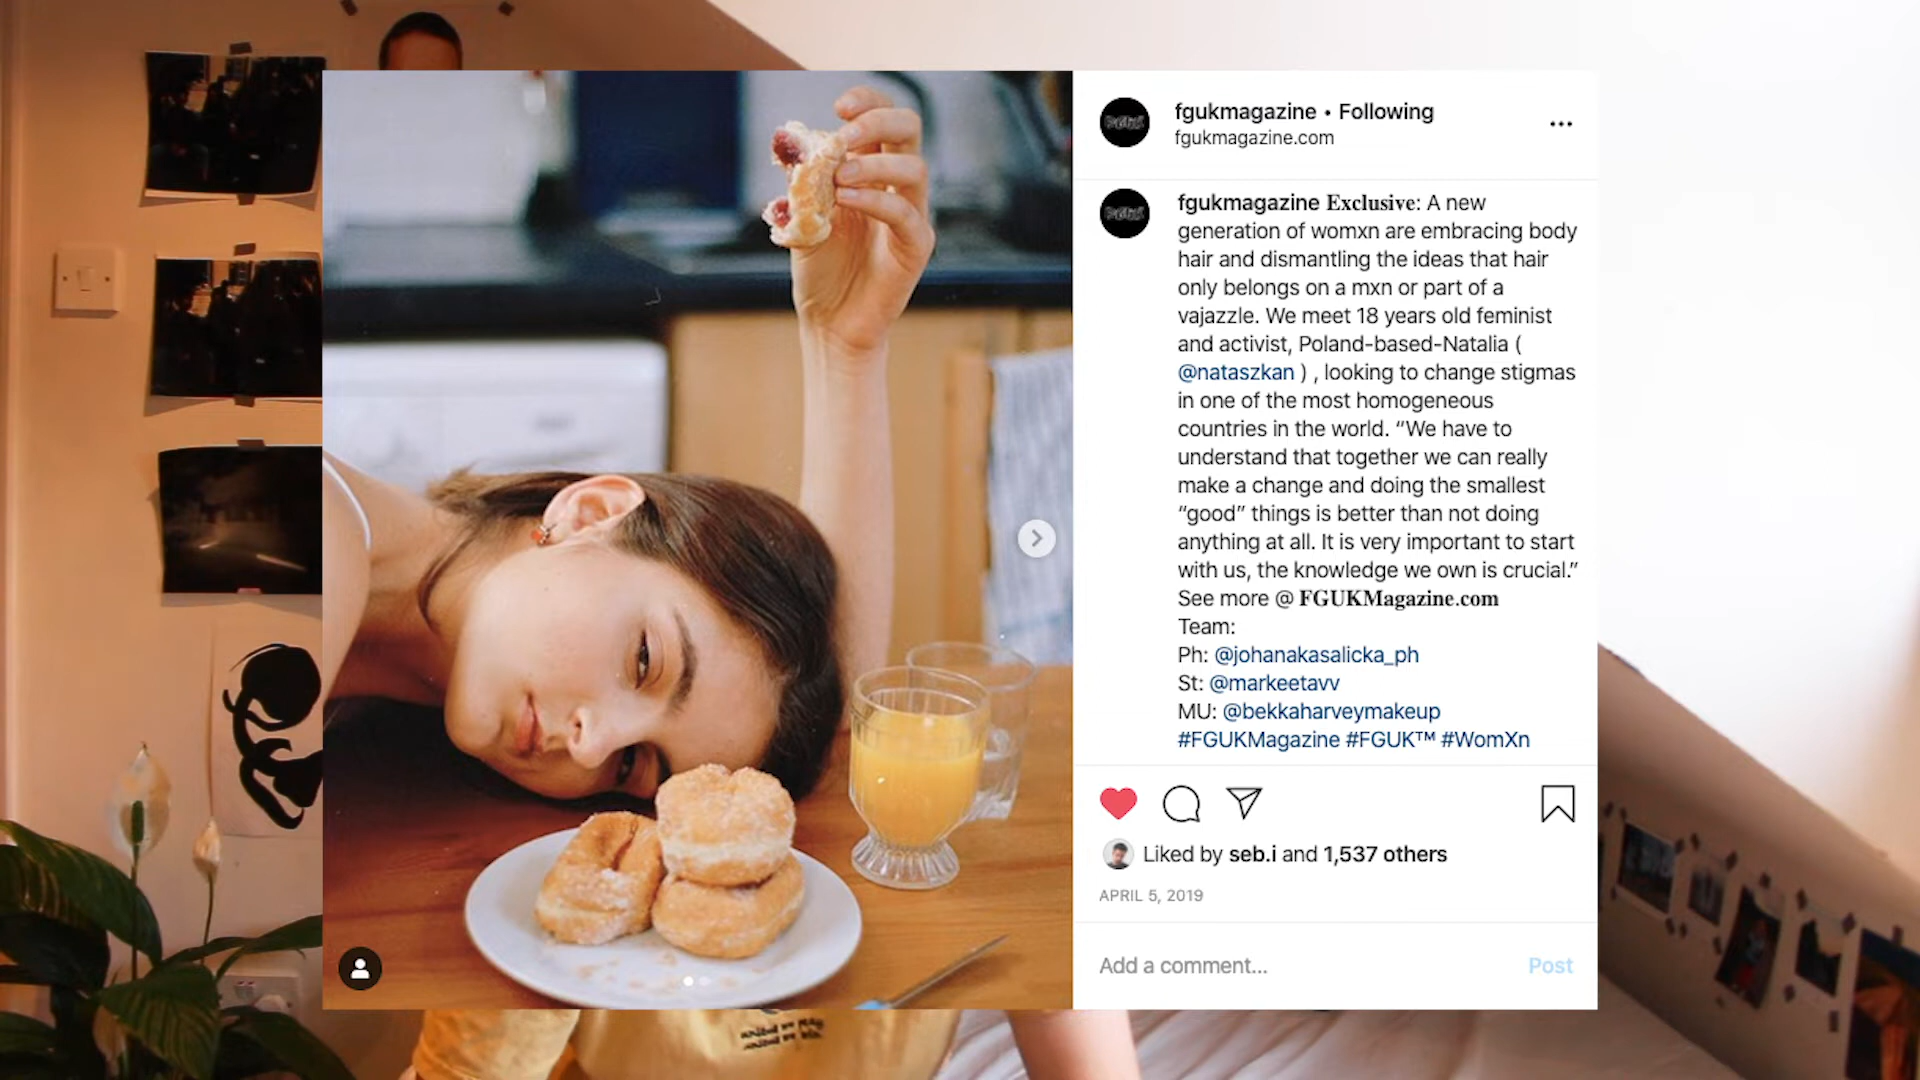 fgukmagazine • Following
fgukmagazine.com
fgukmagazine 𝐄𝐱𝐜𝐥𝐮𝐬𝐢𝐯𝐞: A new
generation of womxn are embracing body
hair and dismantling the ideas that hair
only belongs on a mxn or part of a
vajazzle. We meet 18 years old feminist
and activist, Poland-based-Natalia (
@nataszkan ) , looking to change stigmas
in one of the most homogeneous
countries in the world. “We have to
understand that together we can really
make a change and doing the smallest
“good” things is better than not doing
anything at all. It is very important to start
with us, the knowledge we own is crucial.”
See more @ 𝐅𝐆𝐔𝐊𝐌𝐚𝐠𝐚𝐳𝐢𝐧𝐞.𝐜𝐨𝐦
Team:
Ph: @johanakasalicka_ph
St: @markeetavv
MU: @bekkaharveymakeup
#FGUKMagazine #FGUK™ #WomXn
Liked by seb.i and 1,537 others
APRIL 5, 2019
Add a comment...
Post